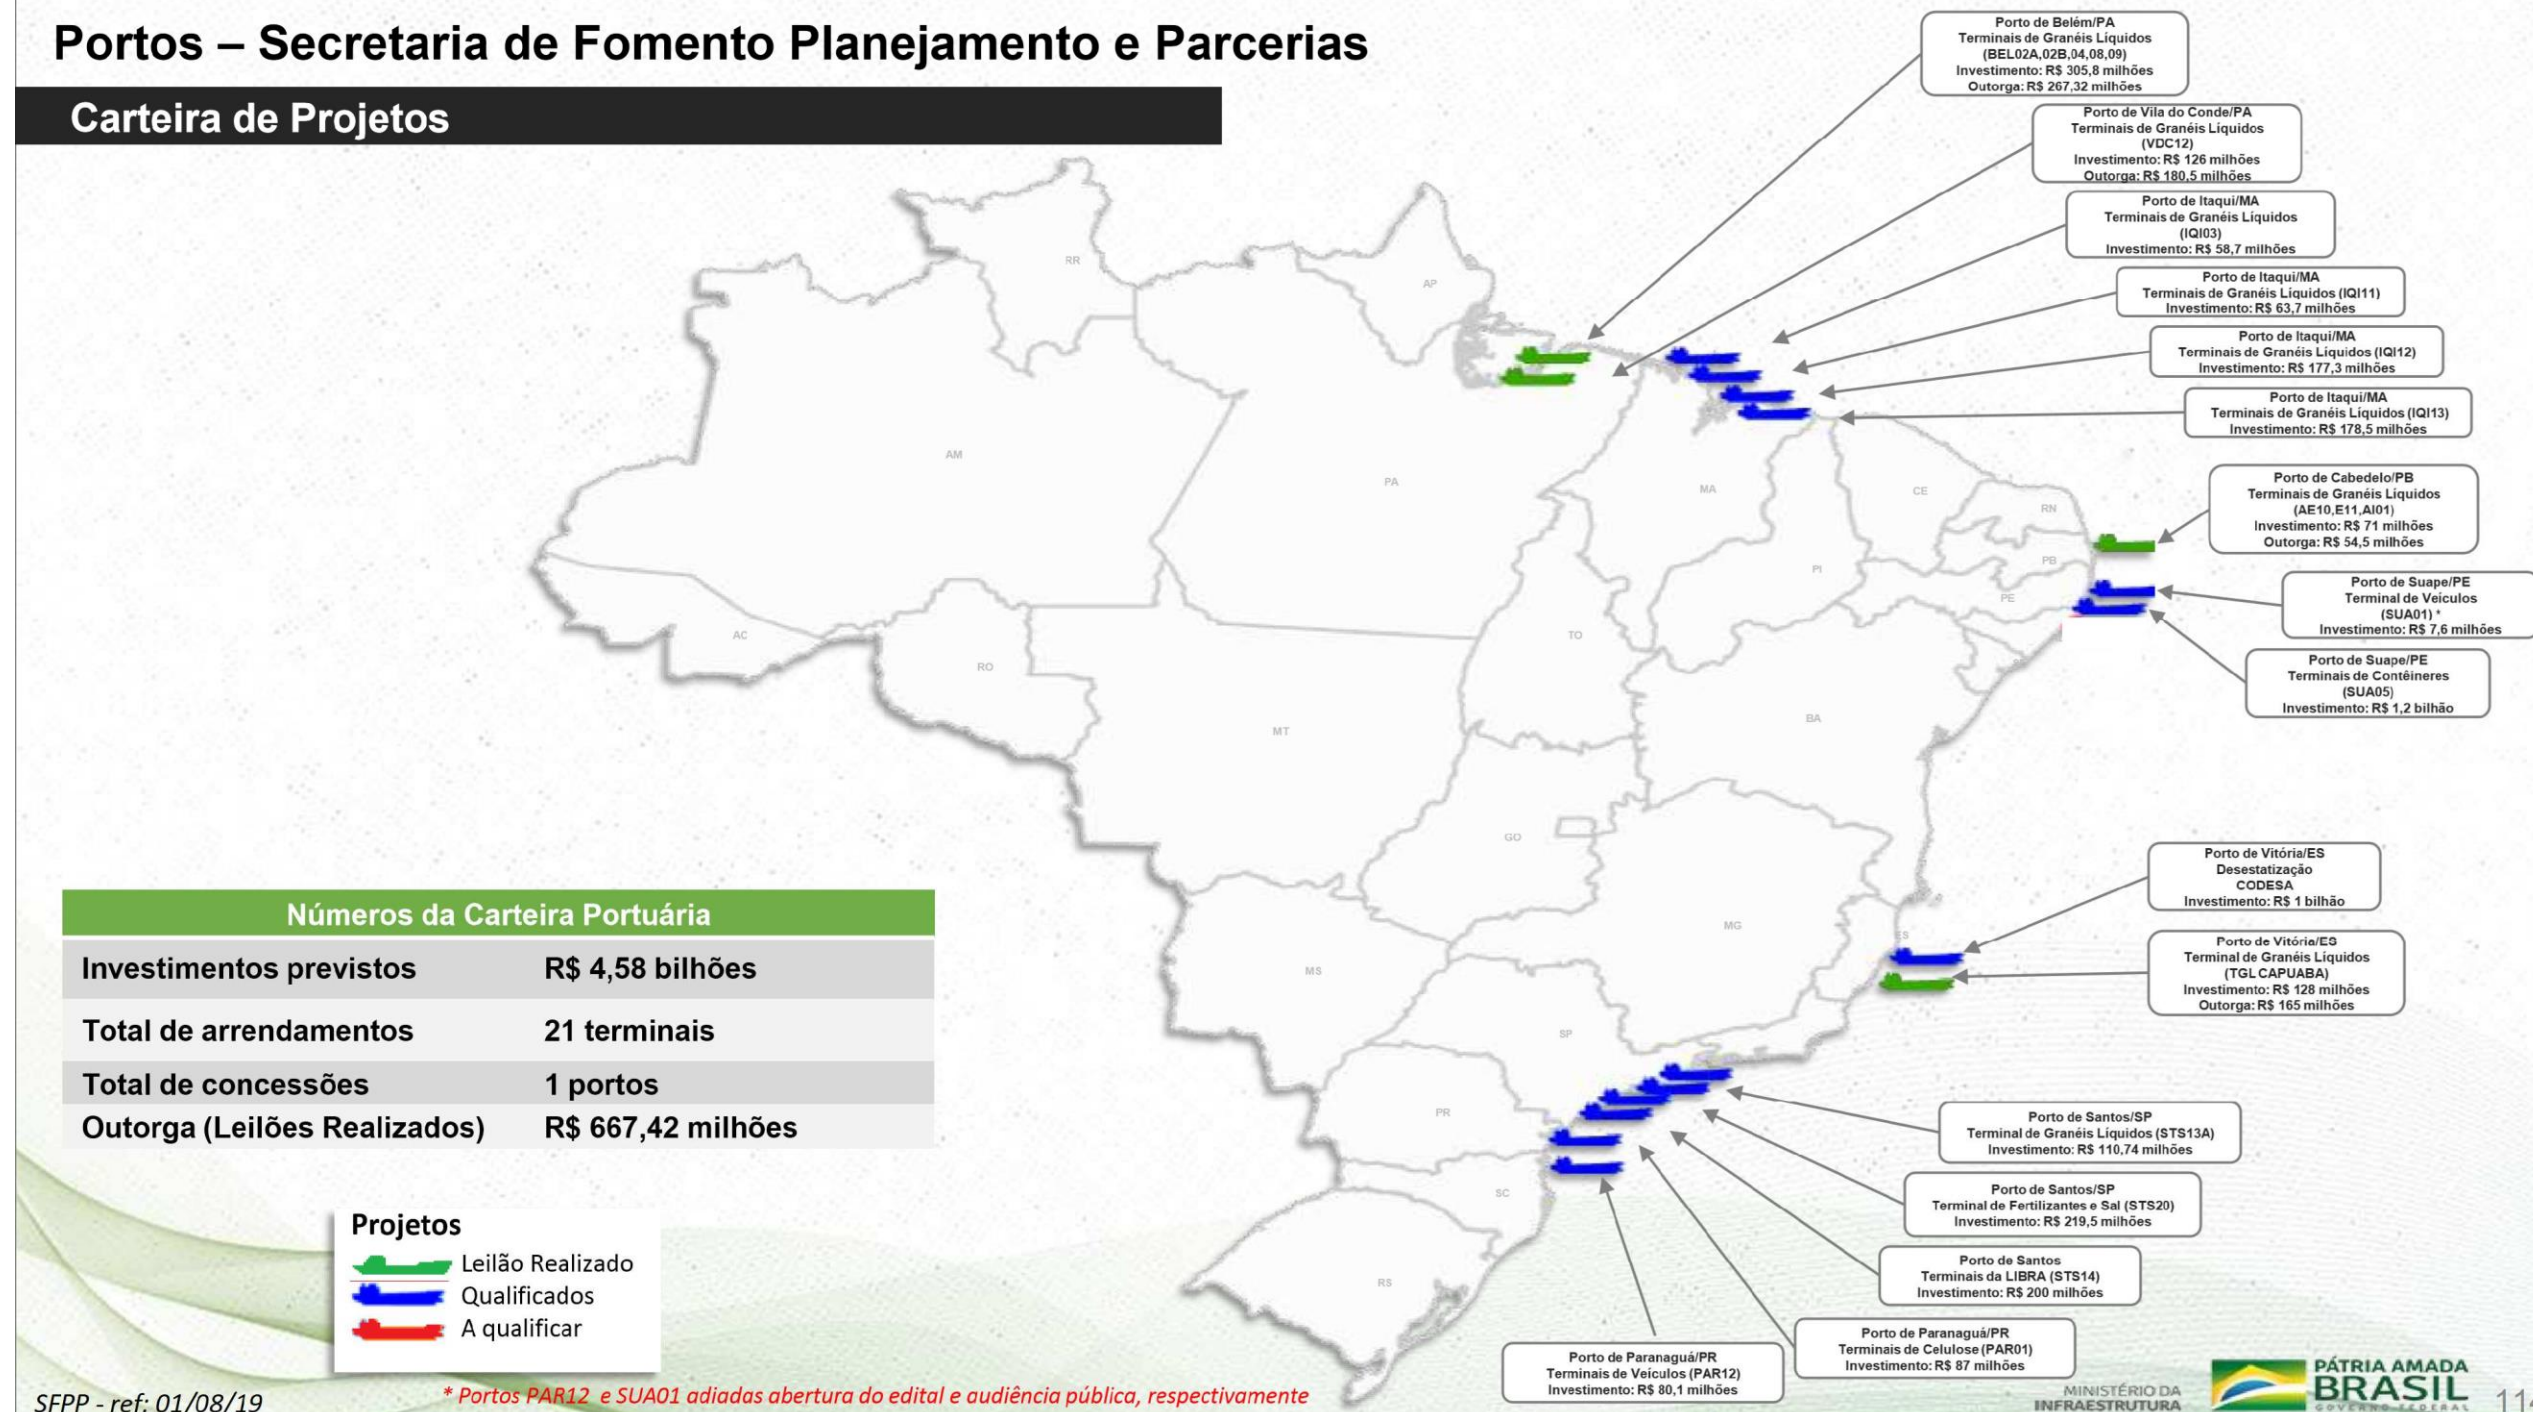 Portos – Secretaria de Fomento Planejamento e Parcerias
Carteira de Projetos
Porto de Belém/PA
Terminais de Granéis Líquidos
(BEL02A,02B,04,08,09)
Investimento: R$ 305,8 milhões
Outorga: R$ 267,32 milhões
Porto de Vila do Conde/PA
Terminais de Granéis Líquidos
(VDC12)
Investimento: R$ 126 milhões
Outorga: R$ 180,5 milhões
Porto de Itaqui/MA
Terminais de Granéis Líquidos
(IQI03)
Investimento: R$ 58,7 milhões
Porto de Itaqui/MA
Terminais de Granéis Líquidos (IQI11)
Investimento: R$ 63,7 milhões
Porto de Itaqui/MA
Terminais de Granéis Líquidos (IQI12)
Investimento: R$ 177,3 milhões
Porto de Itaqui/MA
Terminais de Granéis Líquidos (IQI13)
Investimento: R$ 178,5 milhões
Porto de Cabedelo/PB
Terminais de Granéis Líquidos
(AE10,E11,AI01)
Investimento: R$ 71 milhões
Outorga: R$ 54,5 milhões
Porto de Suape/PE
Terminal de Veículos
(SUA01) *
Investimento: R$ 7,6 milhões
Porto de Suape/PE
Terminais de Contêineres
(SUA05)
Investimento: R$ 1,2 bilhão
Porto de Vitória/ES
Desestatização
CODESA
Investimento: R$ 1 bilhão
Porto de Vitória/ES
Terminal de Granéis Líquidos
(TGL CAPUABA)
Investimento: R$ 128 milhões
Outorga: R$ 165 milhões
Porto de Santos/SP
Terminal de Granéis Líquidos (STS13A)
Investimento: R$ 110,74 milhões
Porto de Santos/SP
Terminal de Fertilizantes e Sal (STS20)
Investimento: R$ 219,5 milhões
Porto de Santos
Terminais da LIBRA (STS14)
Investimento: R$ 200 milhões
Porto de Paranaguá/PR
Terminais de Celulose (PAR01)
Investimento: R$ 87 milhões
Porto de Paranaguá/PR
Terminais de Veículos (PAR12)
Investimento: R$ 80,1 milhões
RR
AP
AM
PA
MA
CE
RN
PB
PI
PE
AC
RO
TO
BA
MT
GO
MG
ES
MS
SP
PR
SC
RS
Números da Carteira Portuária
Investimentos previstos R$ 4,58 bilhões
Total de arrendamentos 21 terminais
Total de concessões 1 portos
Outorga (Leilões Realizados) R$ 667,42 milhões
Projetos
Leilão Realizado
Qualificados
A qualificar
SFPP - ref: 01/08/19
* Portos PAR12 e SUA01 adiadas abertura do edital e audiência pública, respectivamente
MINISTÉRIO DA
INFRAESTRUTURA
PÁTRIA AMADA
BRASIL
GOVERNO FEDERAL